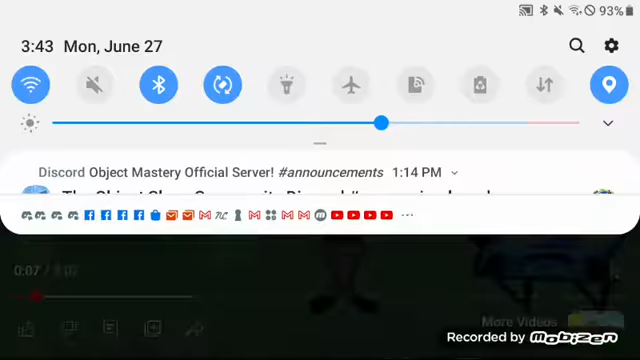 93%
3:43 Mon, June 27
Discord Object Mastery Official Server! #announcements 1:14 PM
0:07 /
More Videos
Recorded by mobizen